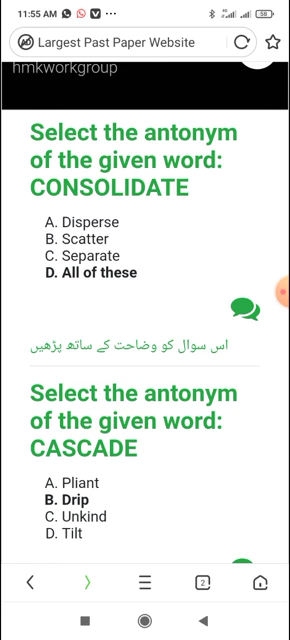 11:55 AM
58
Largest Past Paper Website
hmkworkgroup
Select the antonym
of the given word:
CONSOLIDATE
A. Disperse
B. Scatter
C. Separate
D. All of these
اس سوال کو وضاحت کے ساتھ پڑھیں
Select the antonym
of the given word:
CASCADE
A. Pliant
B. Drip
C. Unkind
D. Tilt
2